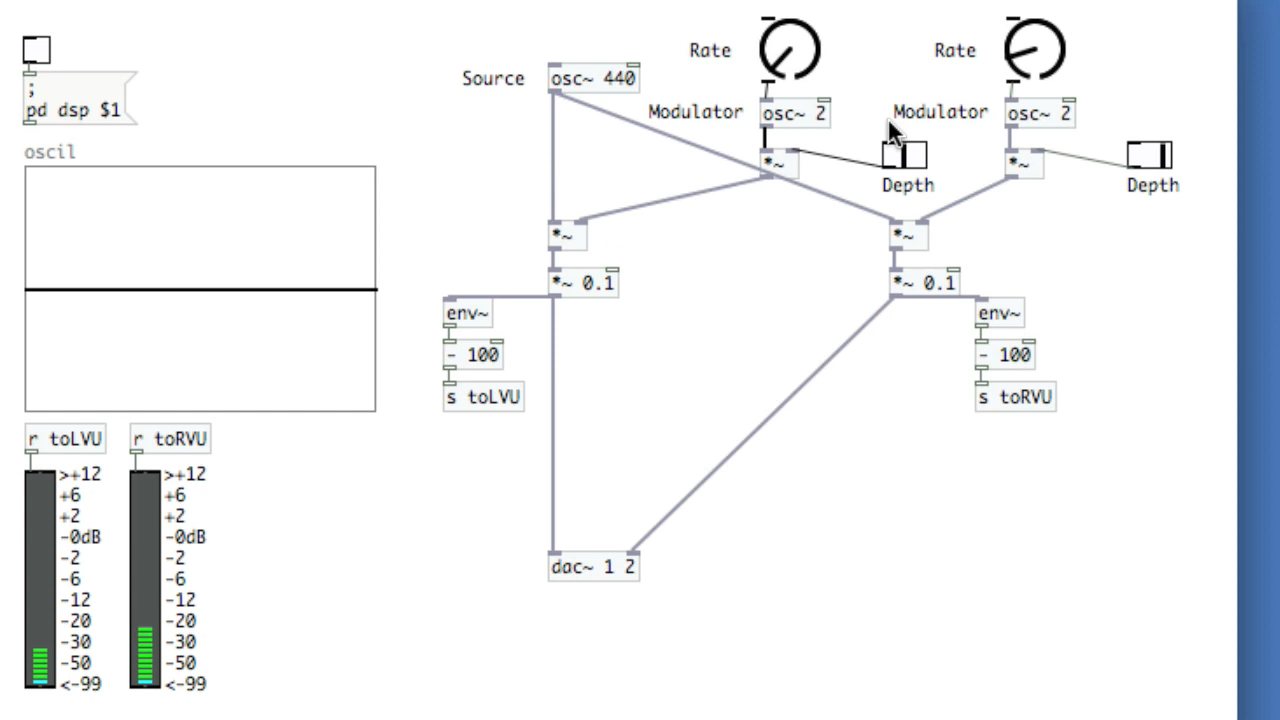 ;
pd dsp $1
oscil
r toLVU
r toRVU
>+12
+6
+2
-0dB
-2
-6
-12
-20
-30
-50
<-99
>+12
+6
+2
-0dB
-2
-6
-12
-20
-30
-50
<-99
Source
osc~ 440
Rate
Modulator
osc~ 2
*~
Depth
Rate
Modulator
osc~ 2
*~
Depth
*~
*~ 0.1
env~
- 100
s toLVU
*~
*~ 0.1
env~
- 100
s toRVU
dac~ 1 2